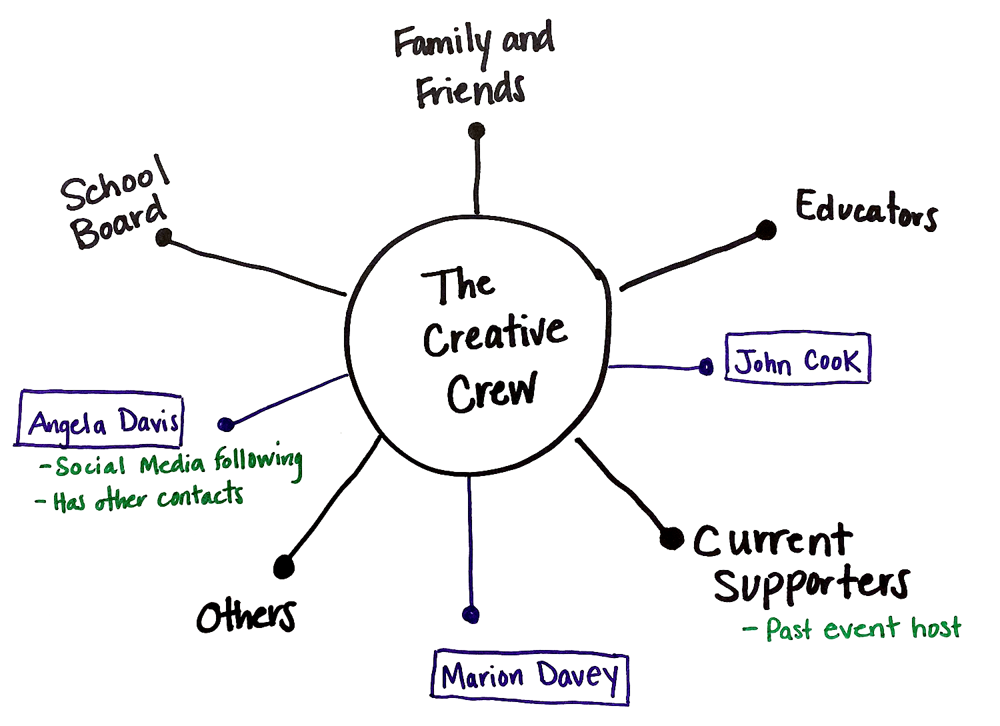 Family and
Friends
School
Board
Educators
The
Creative
Crew
John Cook
Angela Davis
- Social Media following
- Has other contacts
Current
Supporters
- Past event host
Others
Marion Davey